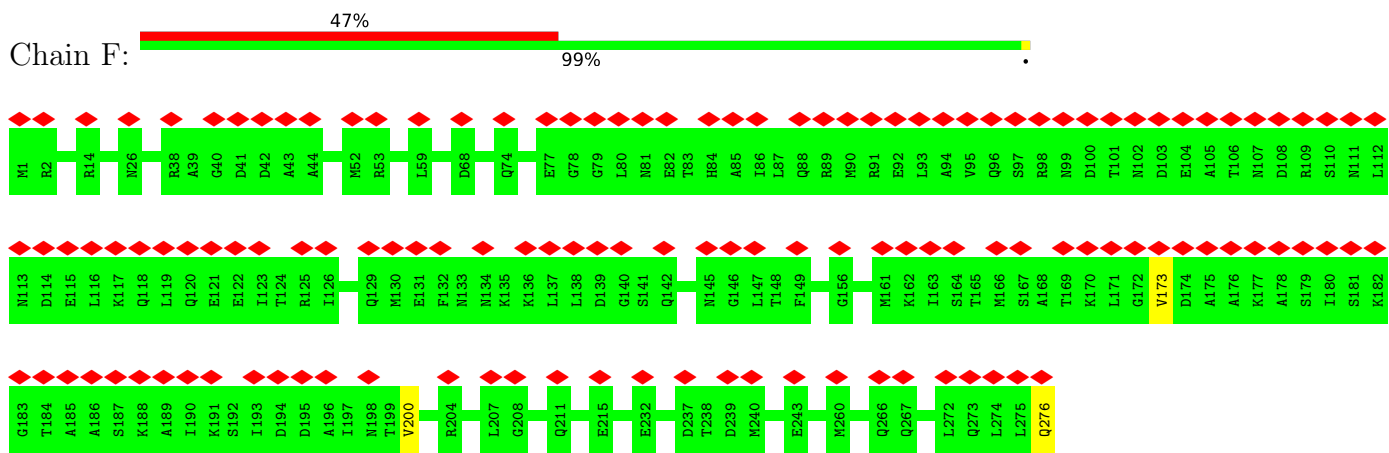 47%
Chain F:
99% •
M1 R2 R14 N26 R38 A39 G40 D41 D42 A43 A44 M52 R53 L59 D68 Q74 E77 G78 G79 L80 N81 E82 T83 H84 A85 I86 L87 Q88 R89 M90 R91 E92 L93 A94 V95 Q96 S97 R98 N99 D100 T101 N102 D103 E104 A105 T106 N107 D108 R109 S110 N111 L112
N113 D114 E115 L116 K117 Q118 L119 Q120 E121 E122 I123 T124 R125 I126 Q129 M130 E131 F132 N133 N134 K135 K136 L137 L138 D139 G140 S141 Q142 N145 G146 L147 T148 F149 G156 M161 K162 I163 S164 T165 M166 S167 A168 T169 K170 L171 G172 V173 D174 A175 A176 K177 A178 S179 I180 S181 K182
G183 T184 A185 A186 S187 K188 A189 I190 K191 S192 I193 D194 D195 A196 I197 N198 T199 V200 R204 L207 G208 Q211 E215 E232 D237 T238 D239 M240 E243 M260 Q266 Q267 L272 Q273 L274 L275 Q276